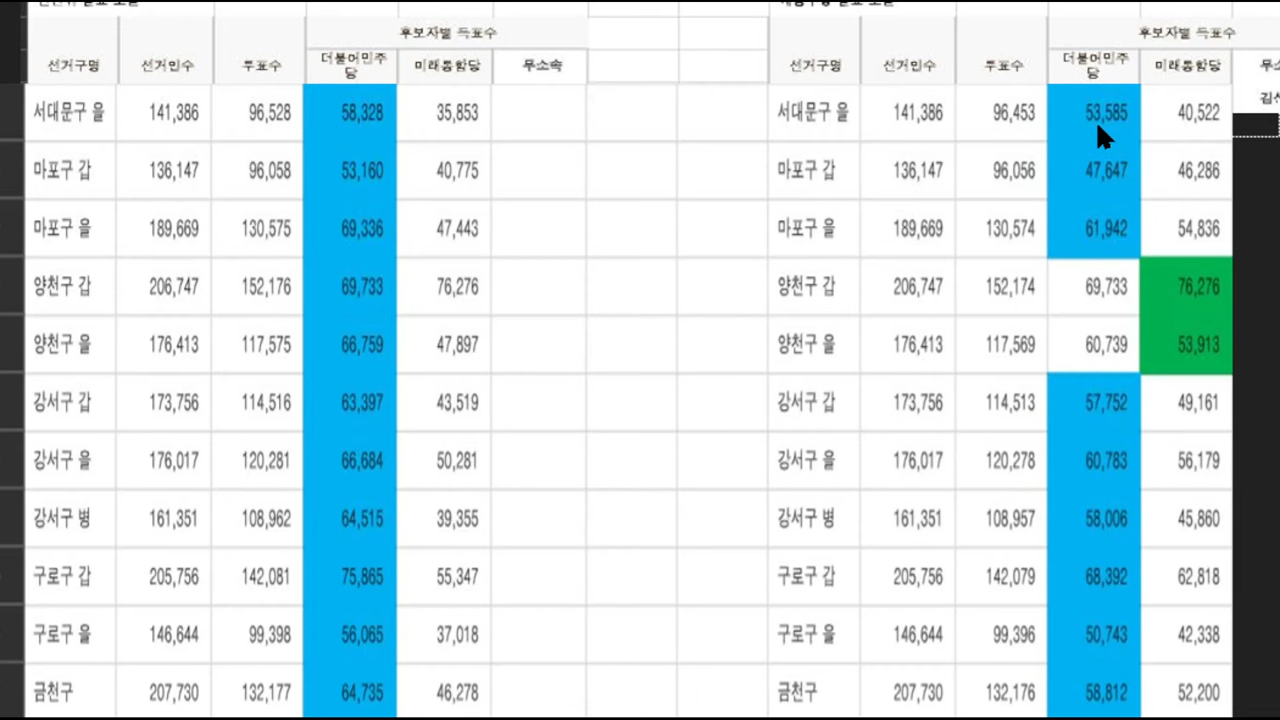 후보자별 득표수 후보자별 득표수
선거구명 선거인수 투표수 더불어민주당 미래통합당 무소속 선거구명 선거인수 투표수 더불어민주당 미래통합당
서대문구 을 141,386 96,528 58,328 35,853 서대문구 을 141,386 96,453 53,585 40,522
마포구 갑 136,147 96,058 53,160 40,775 마포구 갑 136,147 96,056 47,647 46,286
마포구 을 189,669 130,575 69,336 47,443 마포구 을 189,669 130,574 61,942 54,836
양천구 갑 206,747 152,176 69,733 76,276 양천구 갑 206,747 152,174 69,733 76,276
양천구 을 176,413 117,575 66,759 47,897 양천구 을 176,413 117,569 60,739 53,913
강서구 갑 173,756 114,516 63,397 43,519 강서구 갑 173,756 114,513 57,752 49,161
강서구 을 176,017 120,281 66,684 50,281 강서구 을 176,017 120,278 60,783 56,179
강서구 병 161,351 108,962 64,515 39,355 강서구 병 161,351 108,957 58,006 45,860
구로구 갑 205,756 142,081 75,865 55,347 구로구 갑 205,756 142,079 68,392 62,818
구로구 을 146,644 99,398 56,065 37,018 구로구 을 146,644 99,396 50,743 42,338
금천구 207,730 132,177 64,735 46,278 금천구 207,730 132,176 58,812 52,200